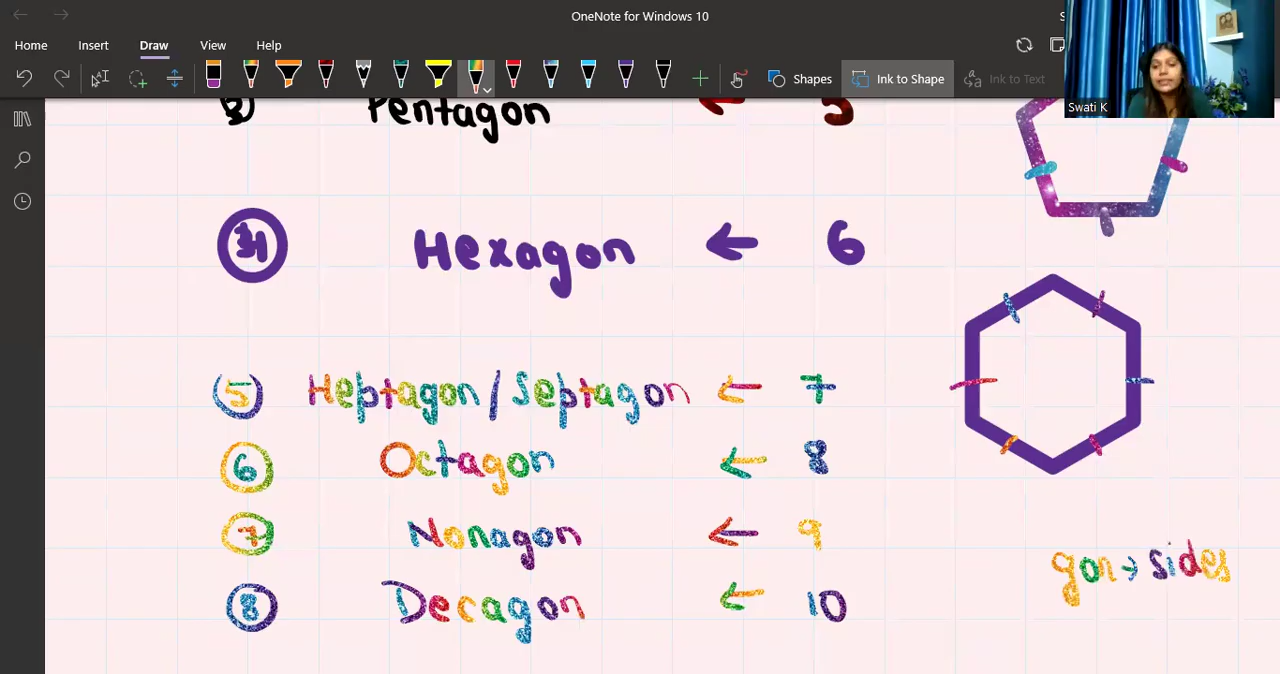 OneNote for Windows 10
Home Insert Draw View Help
Shapes Ink to Shape Ink to Text
Swati K
Pentagon ← 5
Hexagon ← 6
5 Heptagon/Septagon ← 7
6 Octagon ← 8
7 Nonagon ← 9
8 Decagon ← 10
gon → sides